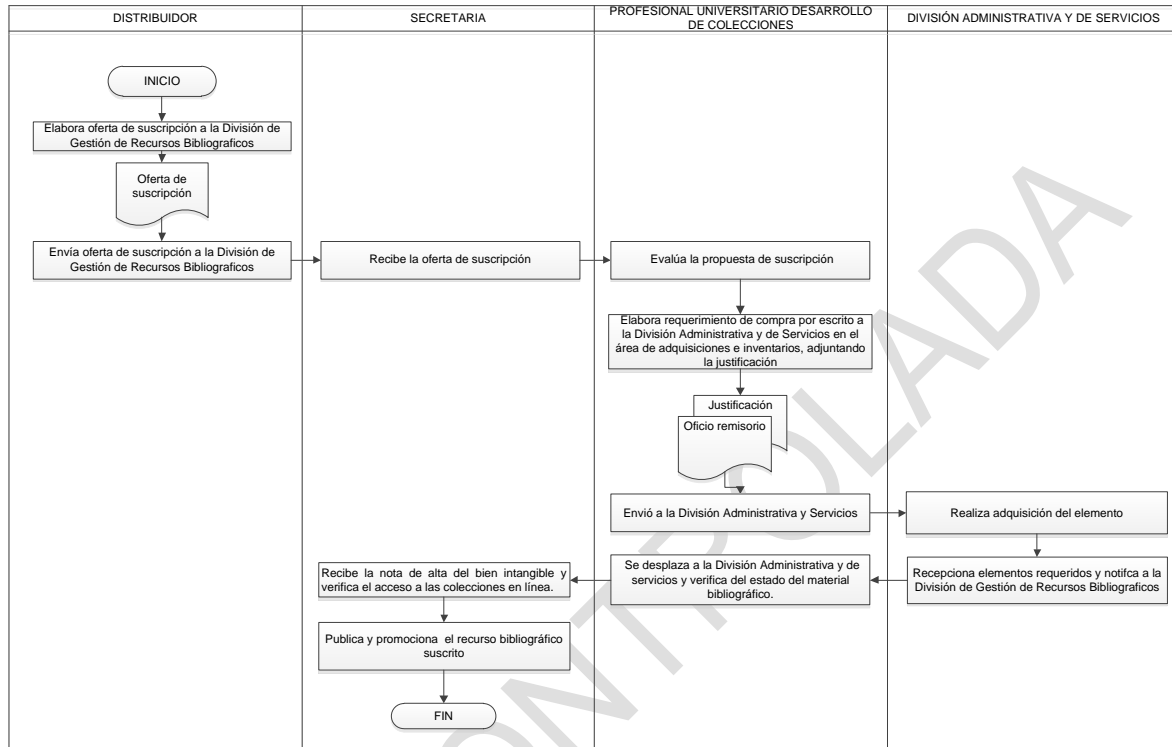 DISTRIBUIDOR
SECRETARIA
PROFESIONAL UNIVERSITARIO DESARROLLO
DE COLECCIONES
DIVISIÓN ADMINISTRATIVA Y DE SERVICIOS
INICIO
Elabora oferta de suscripción a la División de
Gestión de Recursos Bibliograficos
Oferta de
suscripción
Envía oferta de suscripción a la División de
Gestión de Recursos Bibliograficos
Recibe la oferta de suscripción
Evalúa la propuesta de suscripción
Elabora requerimiento de compra por escrito a
la División Administrativa y de Servicios en el
área de adquisiciones e inventarios, adjuntando
la justificación
Justificación
Oficio remisorio
Envió a la División Administrativa y Servicios
Realiza adquisición del elemento
Recepciona elementos requeridos y notifca a la
División de Gestión de Recursos Bibliograficos
Se desplaza a la División Administrativa y de
servicios y verifica del estado del material
bibliográfico.
Recibe la nota de alta del bien intangible y
verifica el acceso a las colecciones en línea.
Publica y promociona el recurso bibliográfico
suscrito
FIN
ONTROLADA